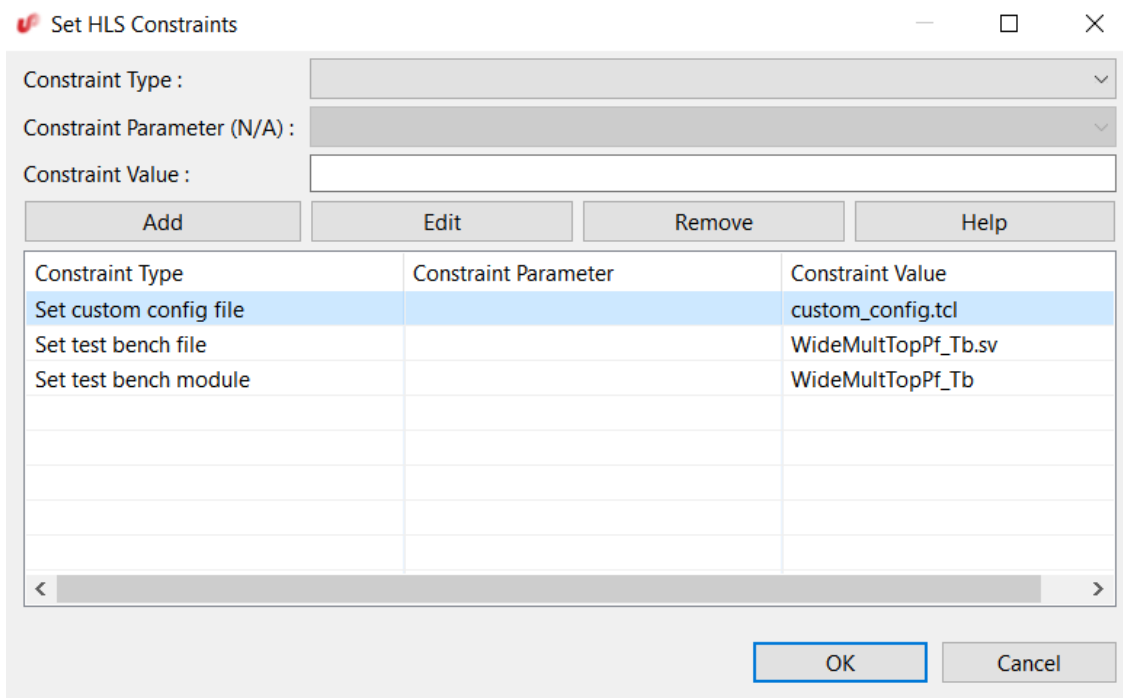 Set HLS Constraints
Constraint Type :
Constraint Parameter (N/A) :
Constraint Value :
Add Edit Remove Help
Constraint Type Constraint Parameter Constraint Value
Set custom config file custom_config.tcl
Set test bench file WideMultTopPf_Tb.sv
Set test bench module WideMultTopPf_Tb
OK Cancel